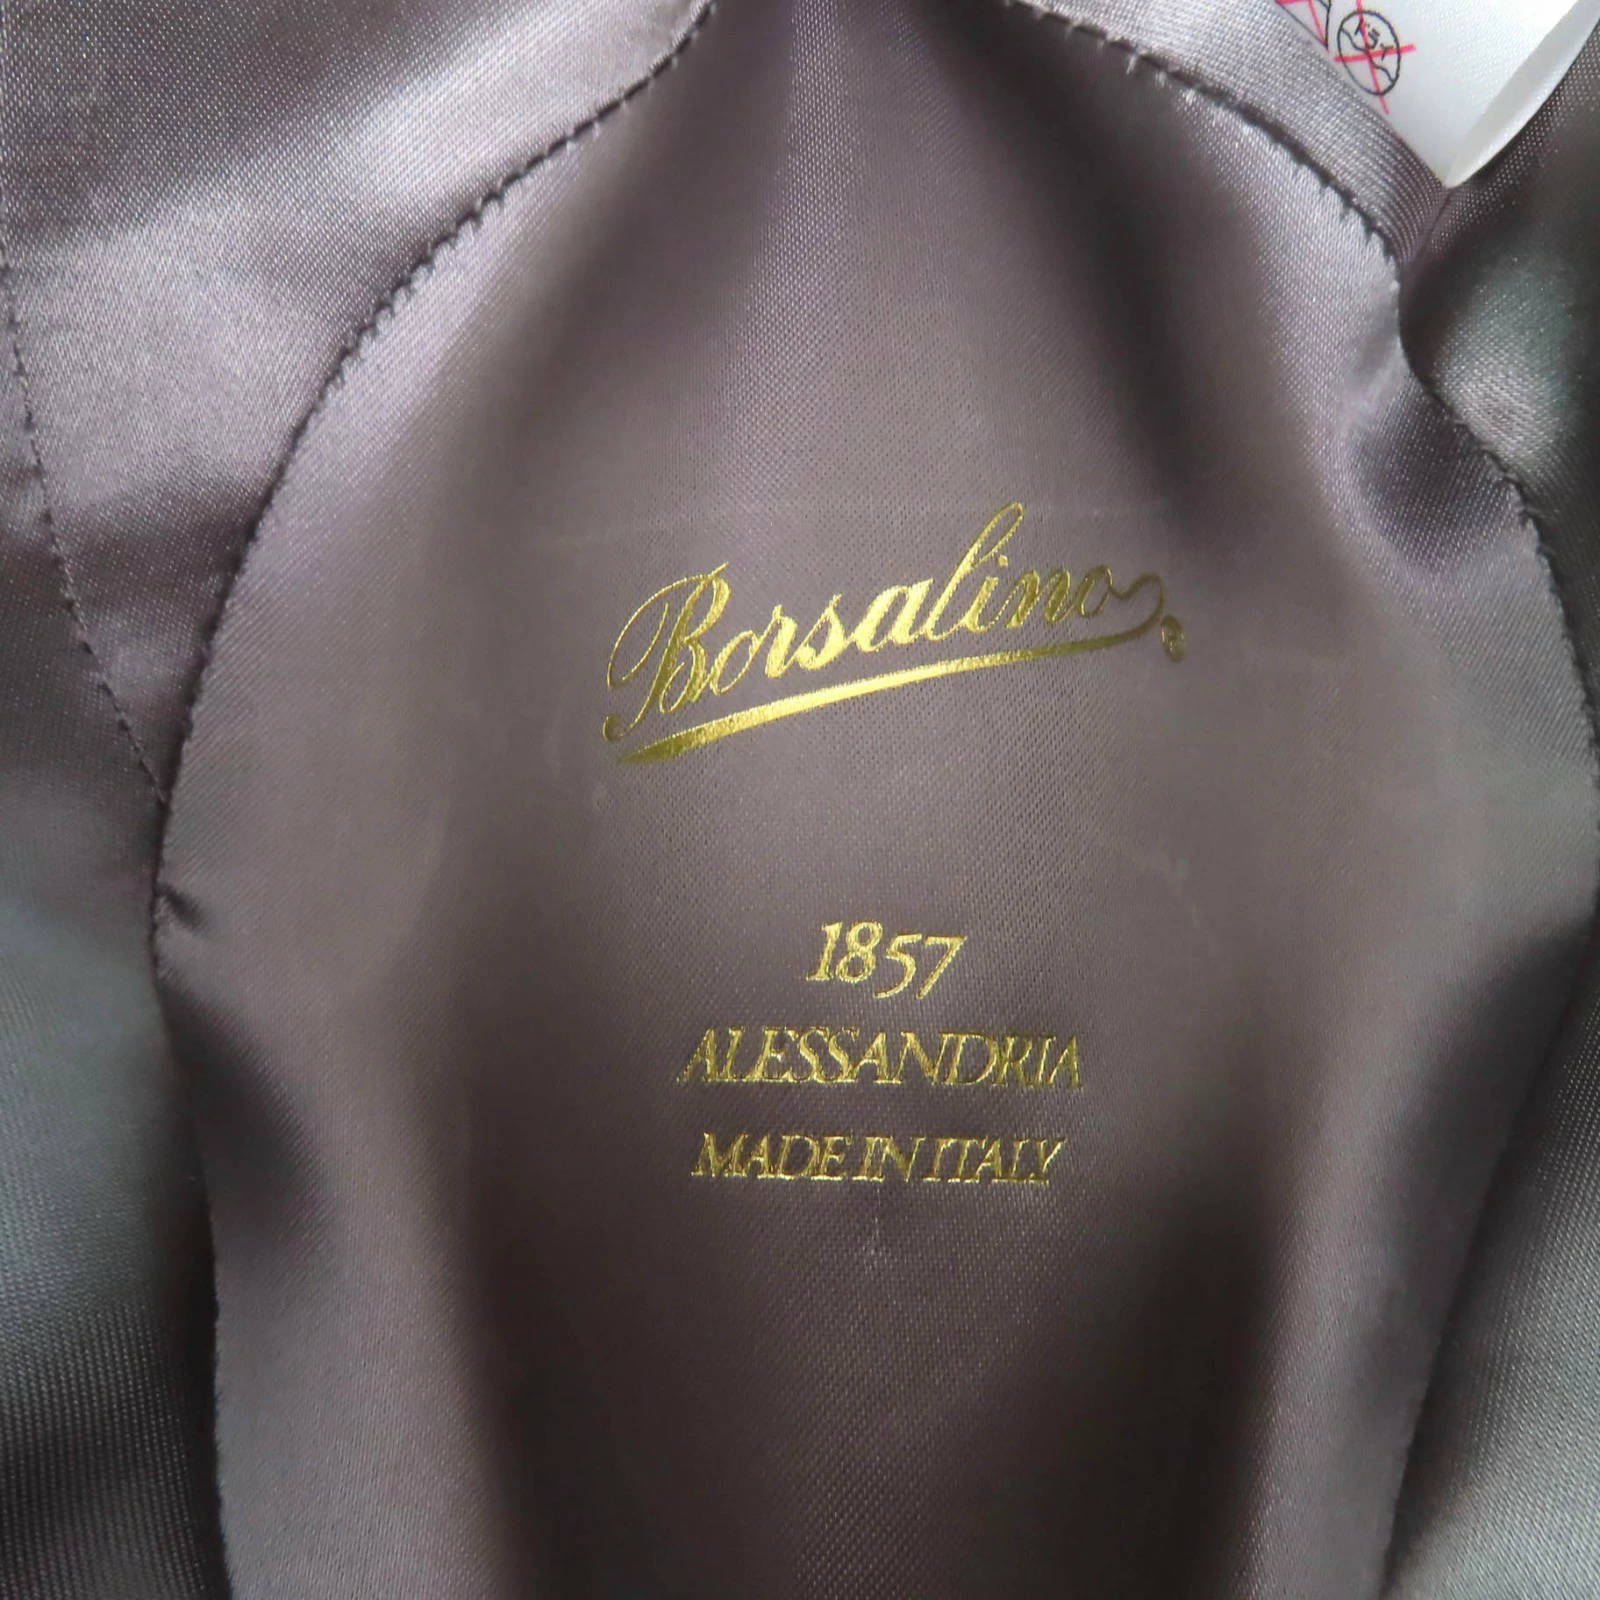 Borsalino
1857
ALESSANDRIA
MADE IN ITALY